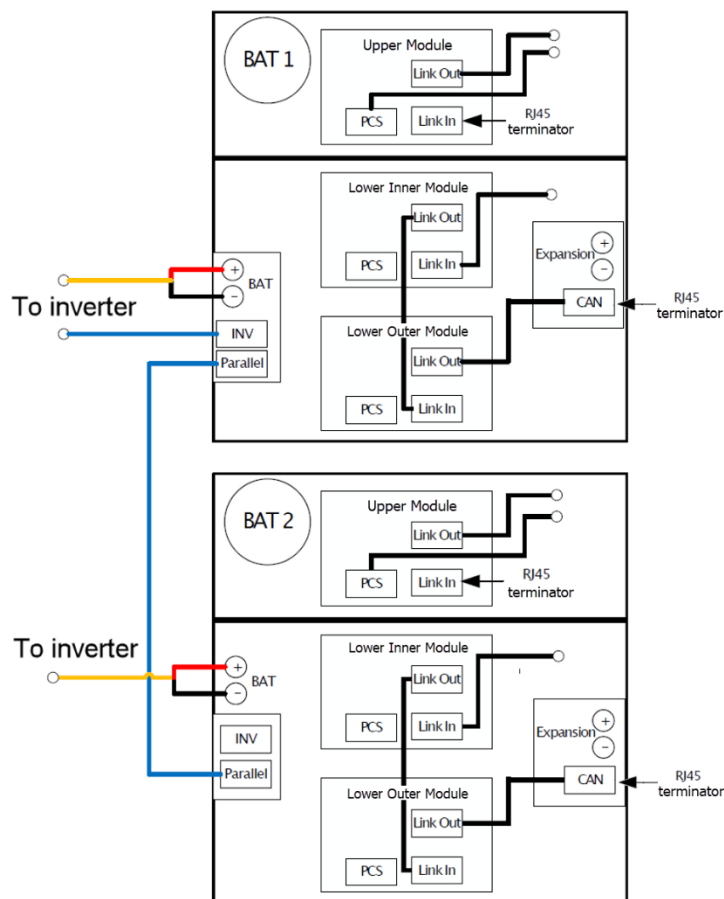 BAT 1
Upper Module
Link Out
PCS
Link In
RJ45
terminator
Lower Inner Module
Link Out
PCS
Link In
Expansion
+
−
CAN
RJ45
terminator
+
−
BAT
To inverter
INV
Parallel
Lower Outer Module
Link Out
PCS
Link In
BAT 2
Upper Module
Link Out
PCS
Link In
RJ45
terminator
To inverter
+
−
BAT
INV
Parallel
Lower Inner Module
Link Out
PCS
Link In
Expansion
+
−
CAN
RJ45
terminator
Lower Outer Module
Link Out
PCS
Link In